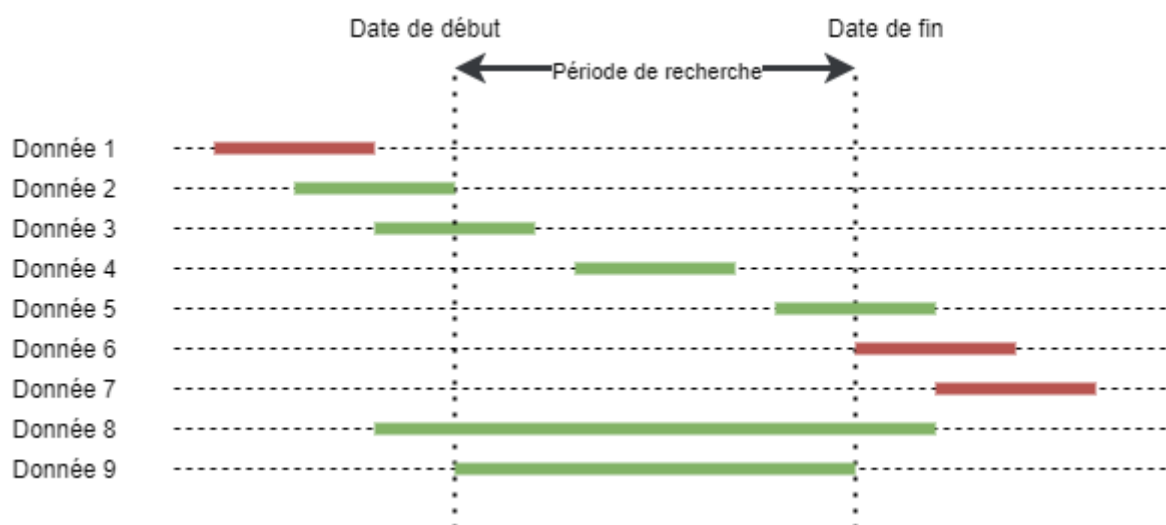 Date de début
Date de fin
Période de recherche
Donnée 1
Donnée 2
Donnée 3
Donnée 4
Donnée 5
Donnée 6
Donnée 7
Donnée 8
Donnée 9